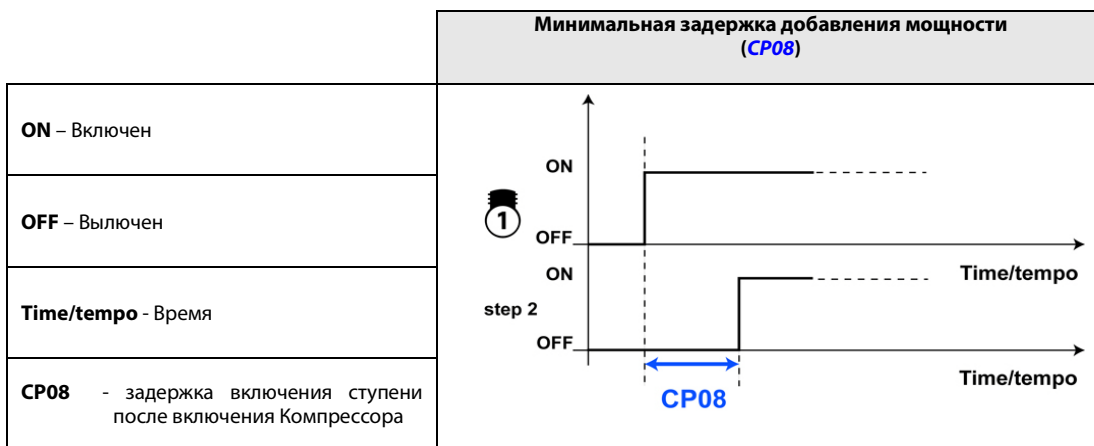 Минимальная задержка добавления мощности
(CP08)
ON – Включен
OFF – Вылючен
Time/tempo - Время
CP08 - задержка включения ступени
после включения Компрессора
ON
1
OFF
Time/tempo
ON
step 2
OFF
Time/tempo
CP08